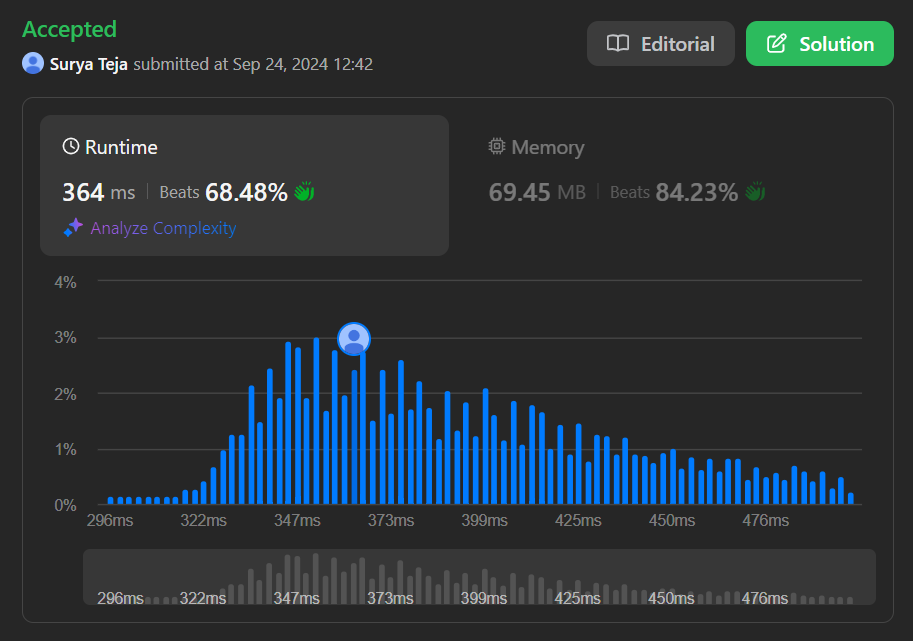 Accepted
Surya Teja submitted at Sep 24, 2024 12:42
Editorial
Solution
Runtime
364 ms | Beats 68.48%
Analyze Complexity
Memory
69.45 MB | Beats 84.23%
4%
3%
2%
1%
0%
296ms 322ms 347ms 373ms 399ms 425ms 450ms 476ms
296ms 322ms 347ms 373ms 399ms 425ms 450ms 476ms